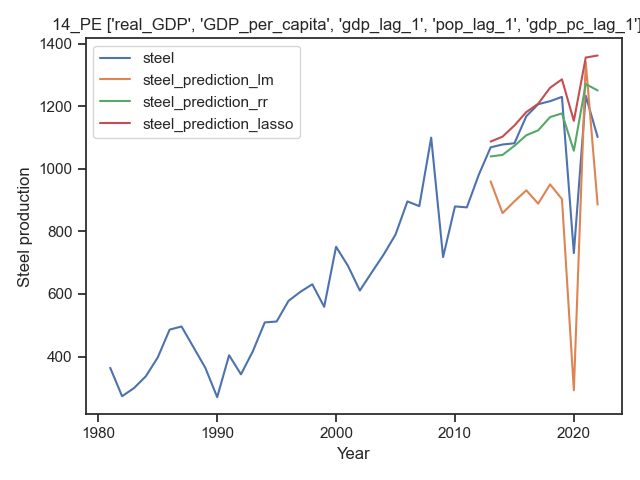 14_PE ['real_GDP', 'GDP_per_capita', 'gdp_lag_1', 'pop_lag_1', 'gdp_pc_lag_1']
steel
steel_prediction_lm
steel_prediction_rr
steel_prediction_lasso
1400
1200
1000
800
600
400
Steel production
1980 1990 2000 2010 2020
Year